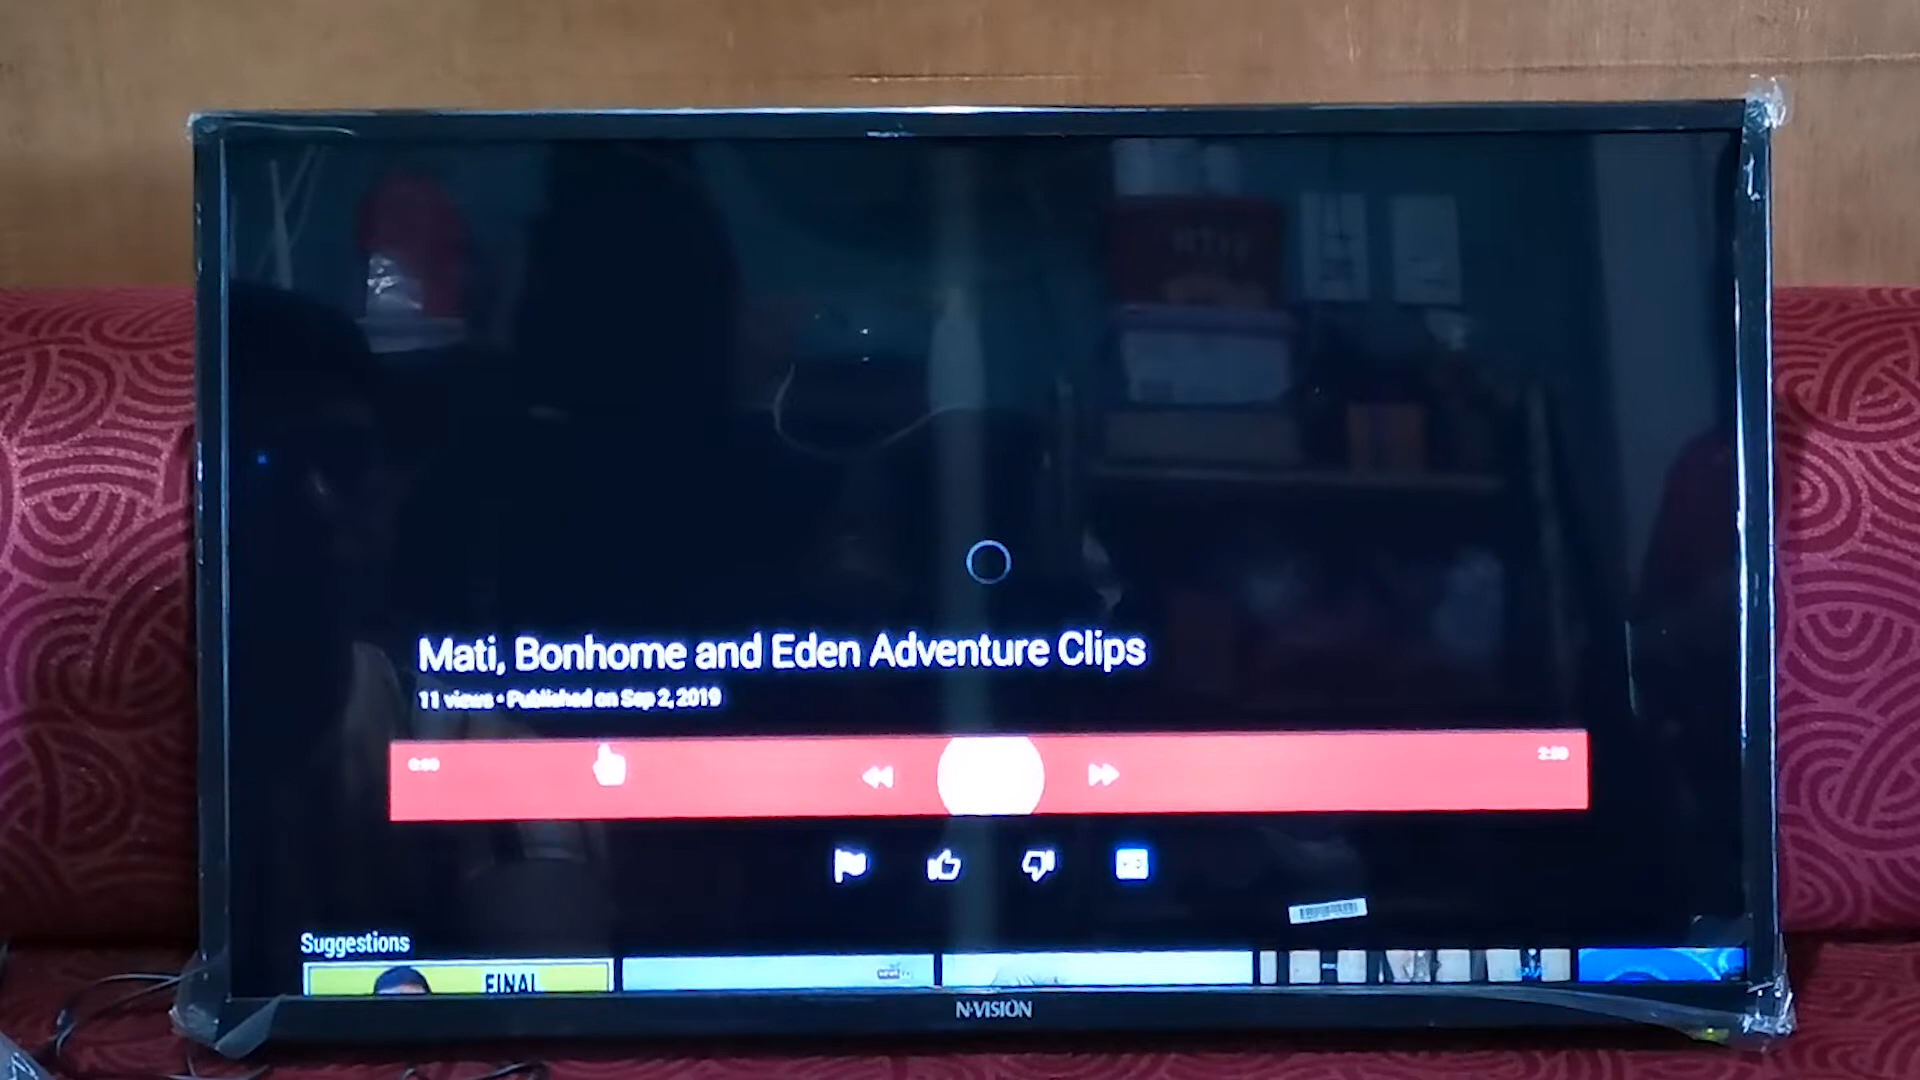 Mati, Bonhome and Eden Adventure Clips
11 views • Published on Sep 2, 2019
Suggestions
FINAL
N·VISION